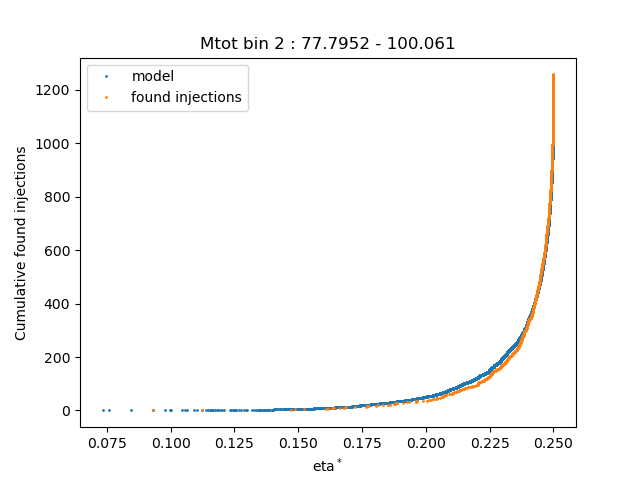 Mtot bin 2 : 77.7952 - 100.061
model
found injections
Cumulative found injections
1200
1000
800
600
400
200
0
0.075 0.100 0.125 0.150 0.175 0.200 0.225 0.250
eta*